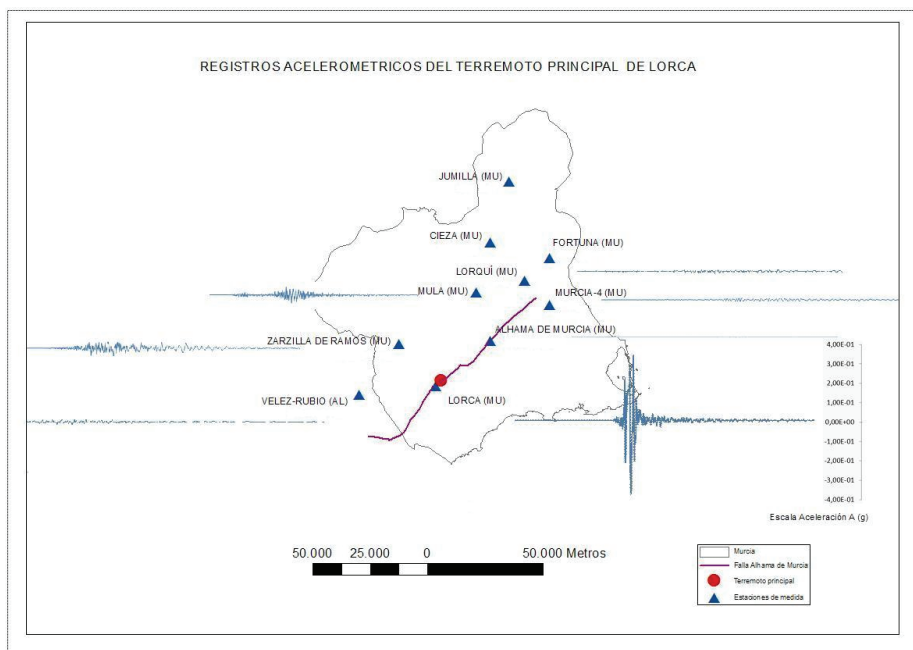 REGISTROS ACELEROMETRICOS DEL TERREMOTO PRINCIPAL DE LORCA
JUMILLA (MU)
CIEZA (MU)
FORTUNA (MU)
LORQUÌ (MU)
MULA (MU)
MURCIA-4 (MU)
ALHAMA DE MURCIA (MU)
ZARZILLA DE RAMOS (MU)
VELEZ-RUBIO (AL)
LORCA (MU)
4,00E-01
3,00E-01
2,00E-01
1,00E-01
0,00E+00
-1,00E-01
-2,00E-01
-3,00E-01
-4,00E-01
Escala Aceleración A (g)
50.000 25.000 0 50.000 Metros
Murcia
Falla Alhama de Murcia
Terremoto principal
Estaciones de medida